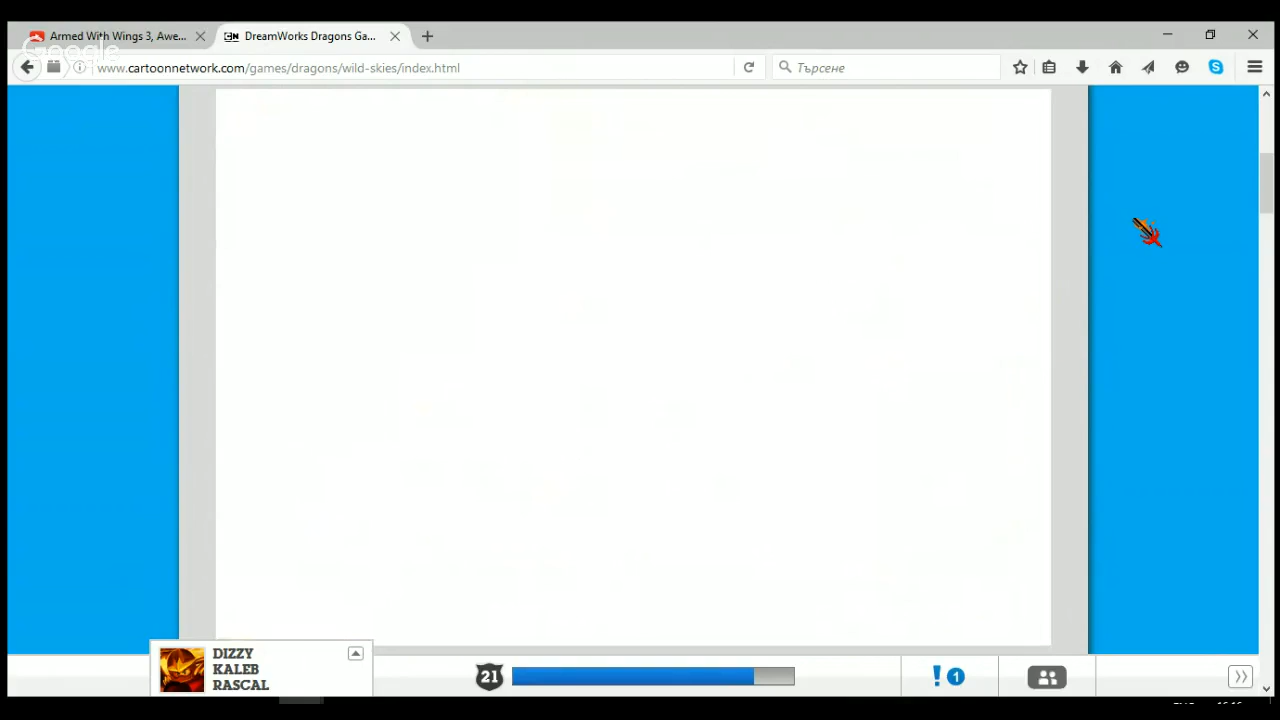 Armed With Wings 3, Awe...
DreamWorks Dragons Ga...
Google
www.cartoonnetwork.com/games/dragons/wild-skies/index.html
Търсене
DIZZY
KALEB
RASCAL
21
! 1